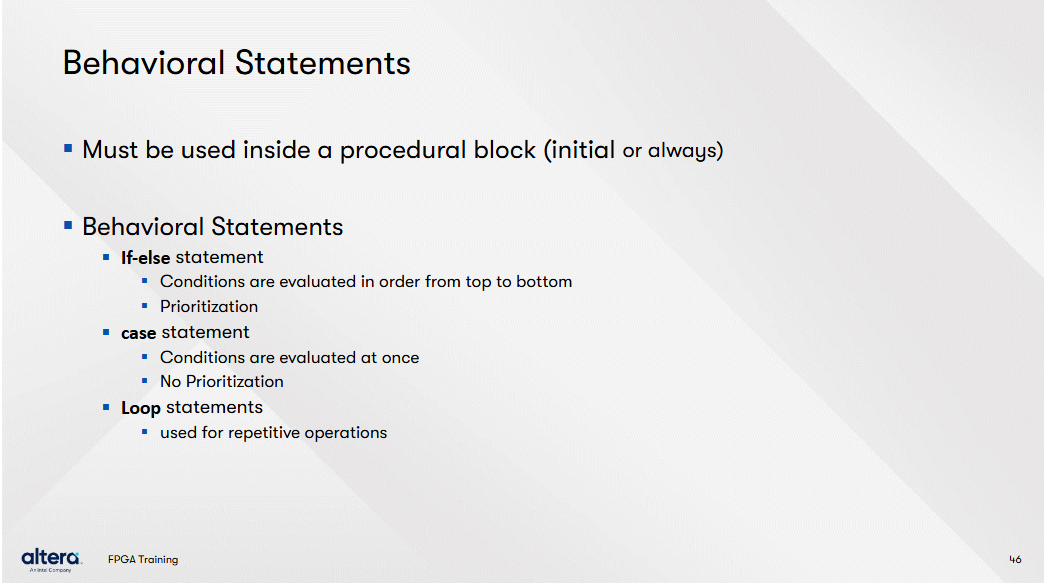 Behavioral Statements
Must be used inside a procedural block (initial or always)
Behavioral Statements
If-else statement
Conditions are evaluated in order from top to bottom
Prioritization
case statement
Conditions are evaluated at once
No Prioritization
Loop statements
used for repetitive operations
altera
An Intel Company
FPGA Training
46